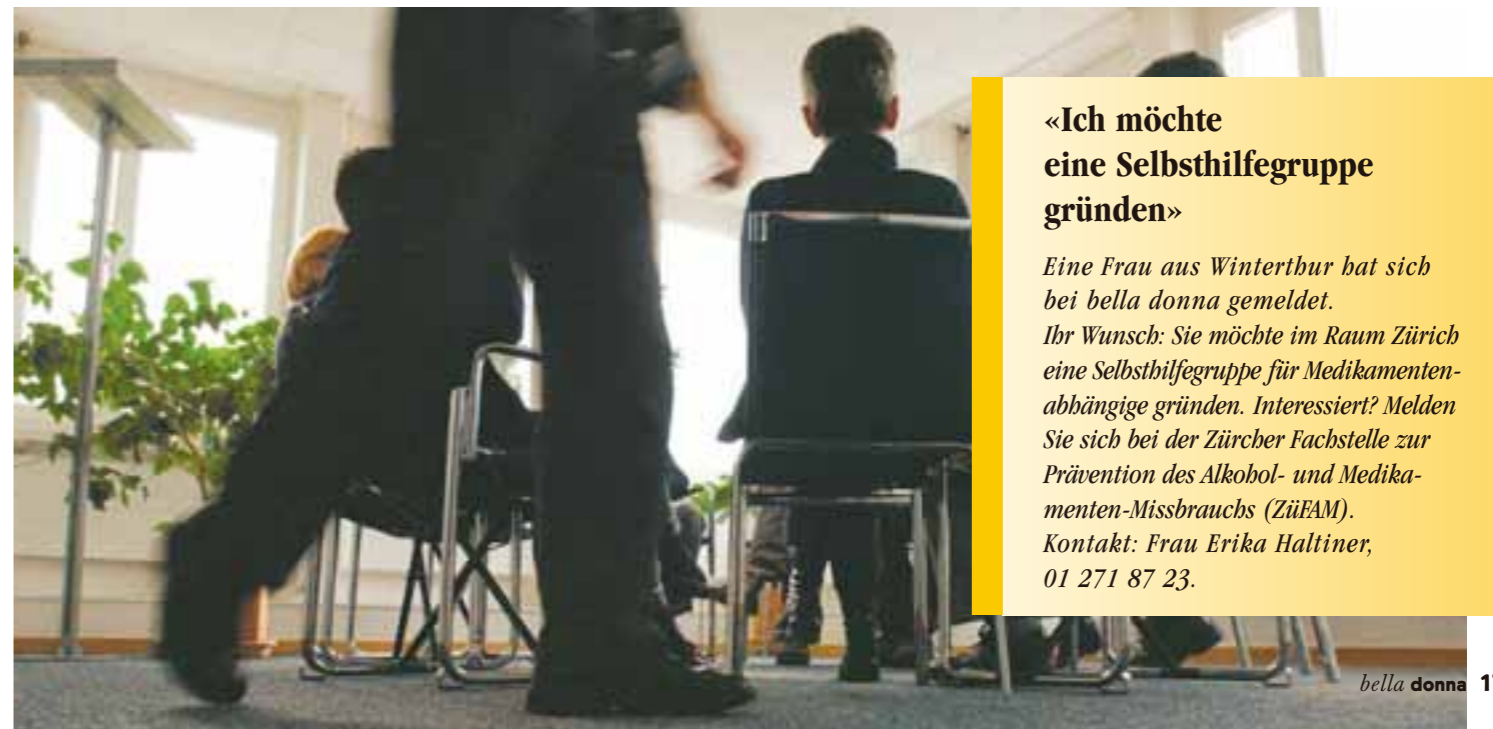 «Ich möchte
eine Selbsthilfegruppe
gründen»
Eine Frau aus Winterthur hat sich
bei bella donna gemeldet.
Ihr Wunsch: Sie möchte im Raum Zürich
eine Selbsthilfegruppe für Medikamenten-
abhängige gründen. Interessiert? Melden
Sie sich bei der Zürcher Fachstelle zur
Prävention des Alkohol- und Medika-
menten-Missbrauchs (ZüFAM).
Kontakt: Frau Erika Haltiner,
01 271 87 23.
bella donna 1